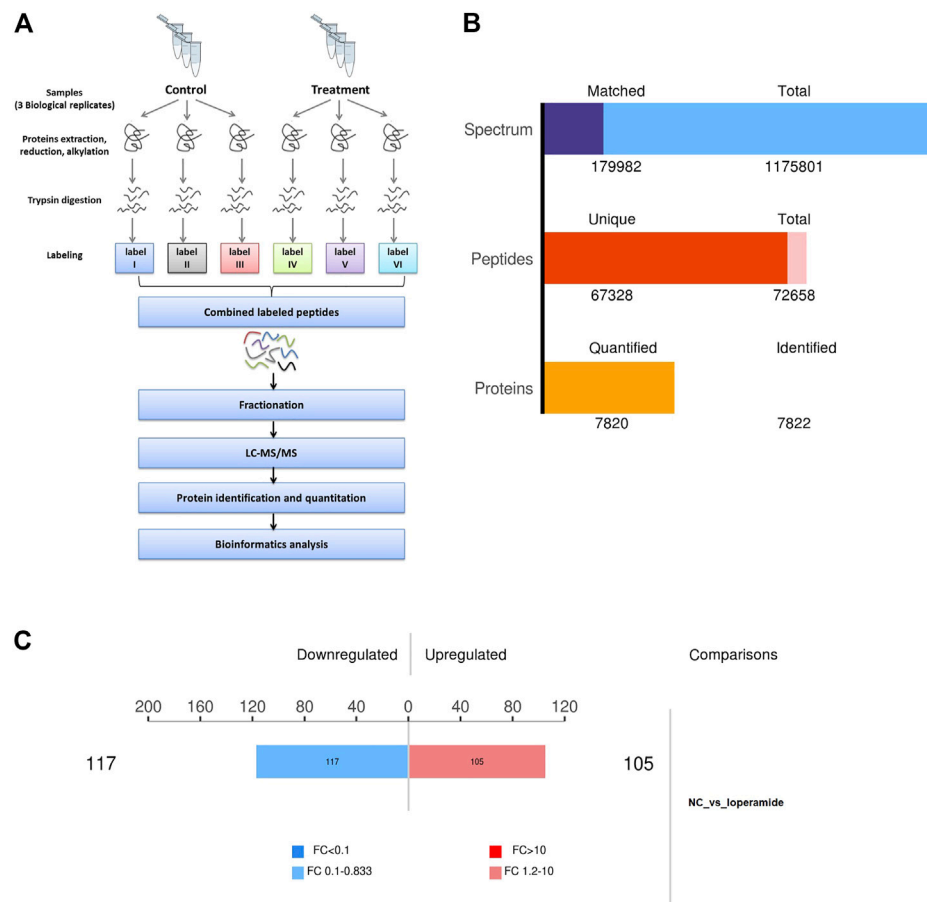 A
Control
Treatment
Samples
(3 Biological replicates)
Proteins extraction,
reduction, alkylation
Trypsin digestion
Labeling
label
I
label
II
label
III
label
IV
label
V
label
VI
Combined labeled peptides
Fractionation
LC-MS/MS
Protein identification and quantitation
Bioinformatics analysis
B
Matched Total
Spectrum
179982 1175801
Unique Total
Peptides
67328 72658
Quantified Identified
Proteins
7820 7822
C
Downregulated Upregulated Comparisons
200 160 120 80 40 0 40 80 120
117 117 105 105
NC_vs_loperamide
FC<0.1 FC>10
FC 0.1-0.833 FC 1.2-10